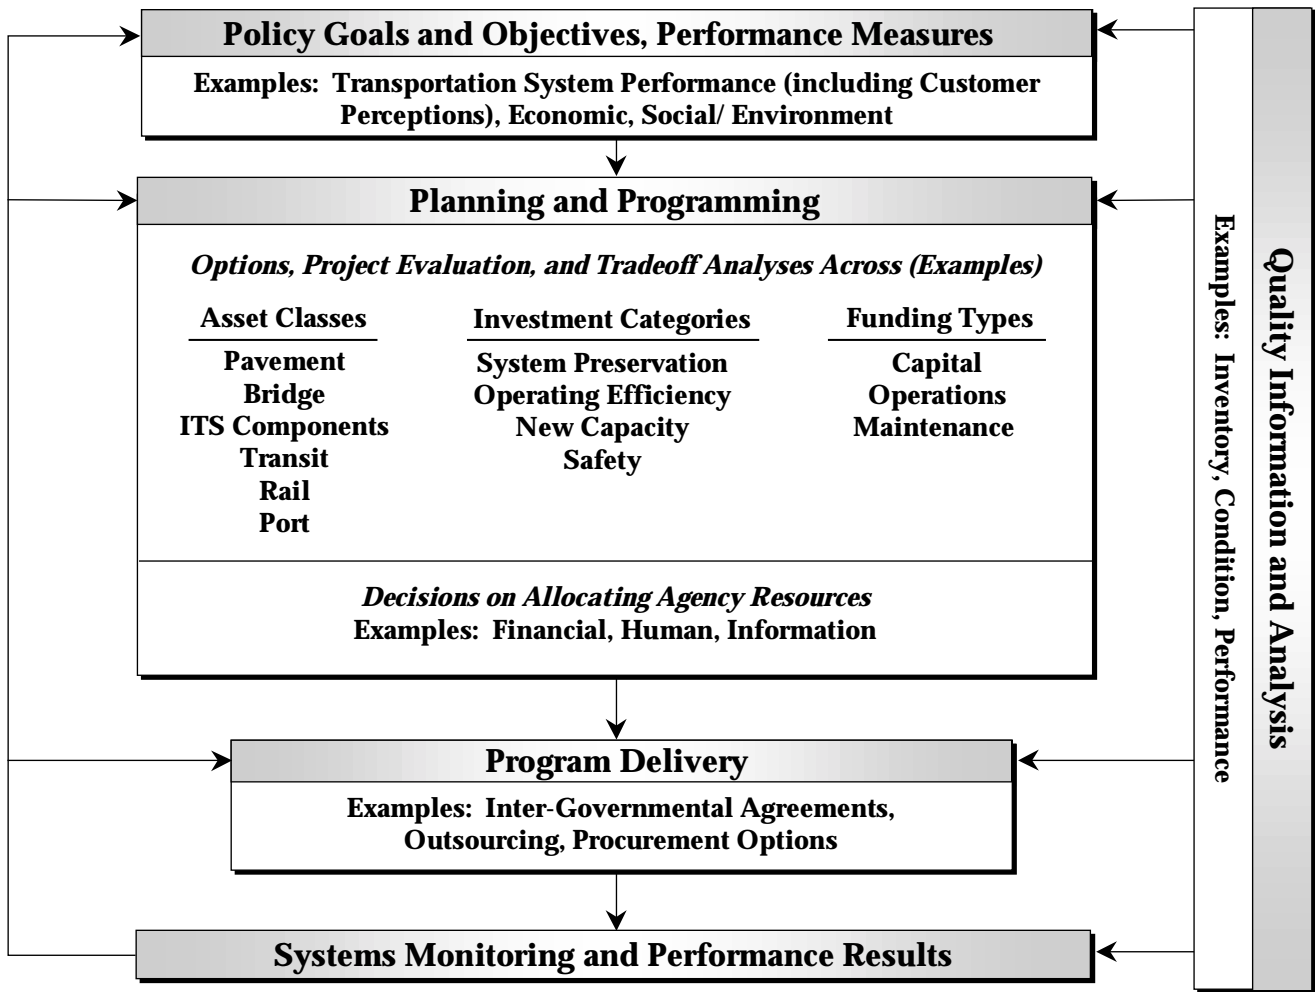 Policy Goals and Objectives, Performance Measures
Examples: Transportation System Performance (including Customer
Perceptions), Economic, Social/ Environment
Planning and Programming
Options, Project Evaluation, and Tradeoff Analyses Across (Examples)
Asset Classes
Pavement
Bridge
ITS Components
Transit
Rail
Port
Investment Categories
System Preservation
Operating Efficiency
New Capacity
Safety
Funding Types
Capital
Operations
Maintenance
Decisions on Allocating Agency Resources
Examples: Financial, Human, Information
Program Delivery
Examples: Inter-Governmental Agreements,
Outsourcing, Procurement Options
Systems Monitoring and Performance Results
Quality Information and Analysis
Examples: Inventory, Condition, Performance